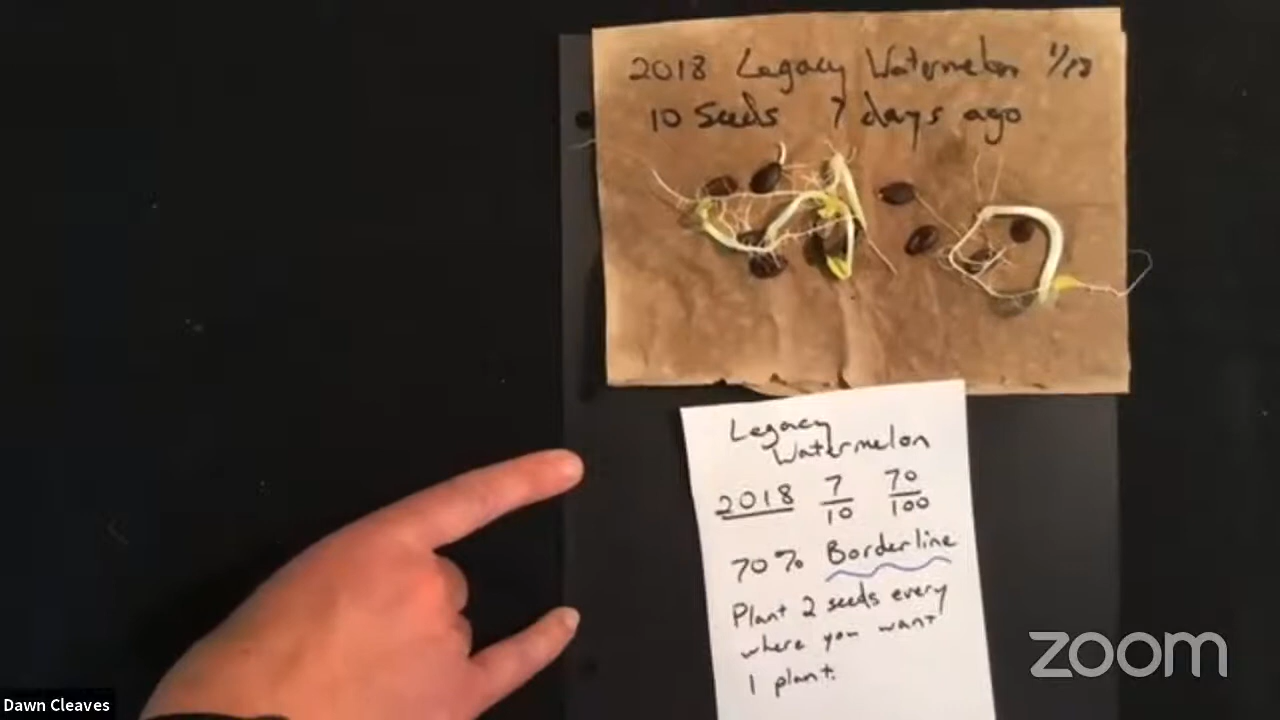 2018 Legacy Watermelon 1/13
10 Seeds 7 days ago
Legacy
Watermelon
2018 7/10 70/100
70% Borderline
Plant 2 seeds every
where you want
1 plant.
zoom
Dawn Cleaves